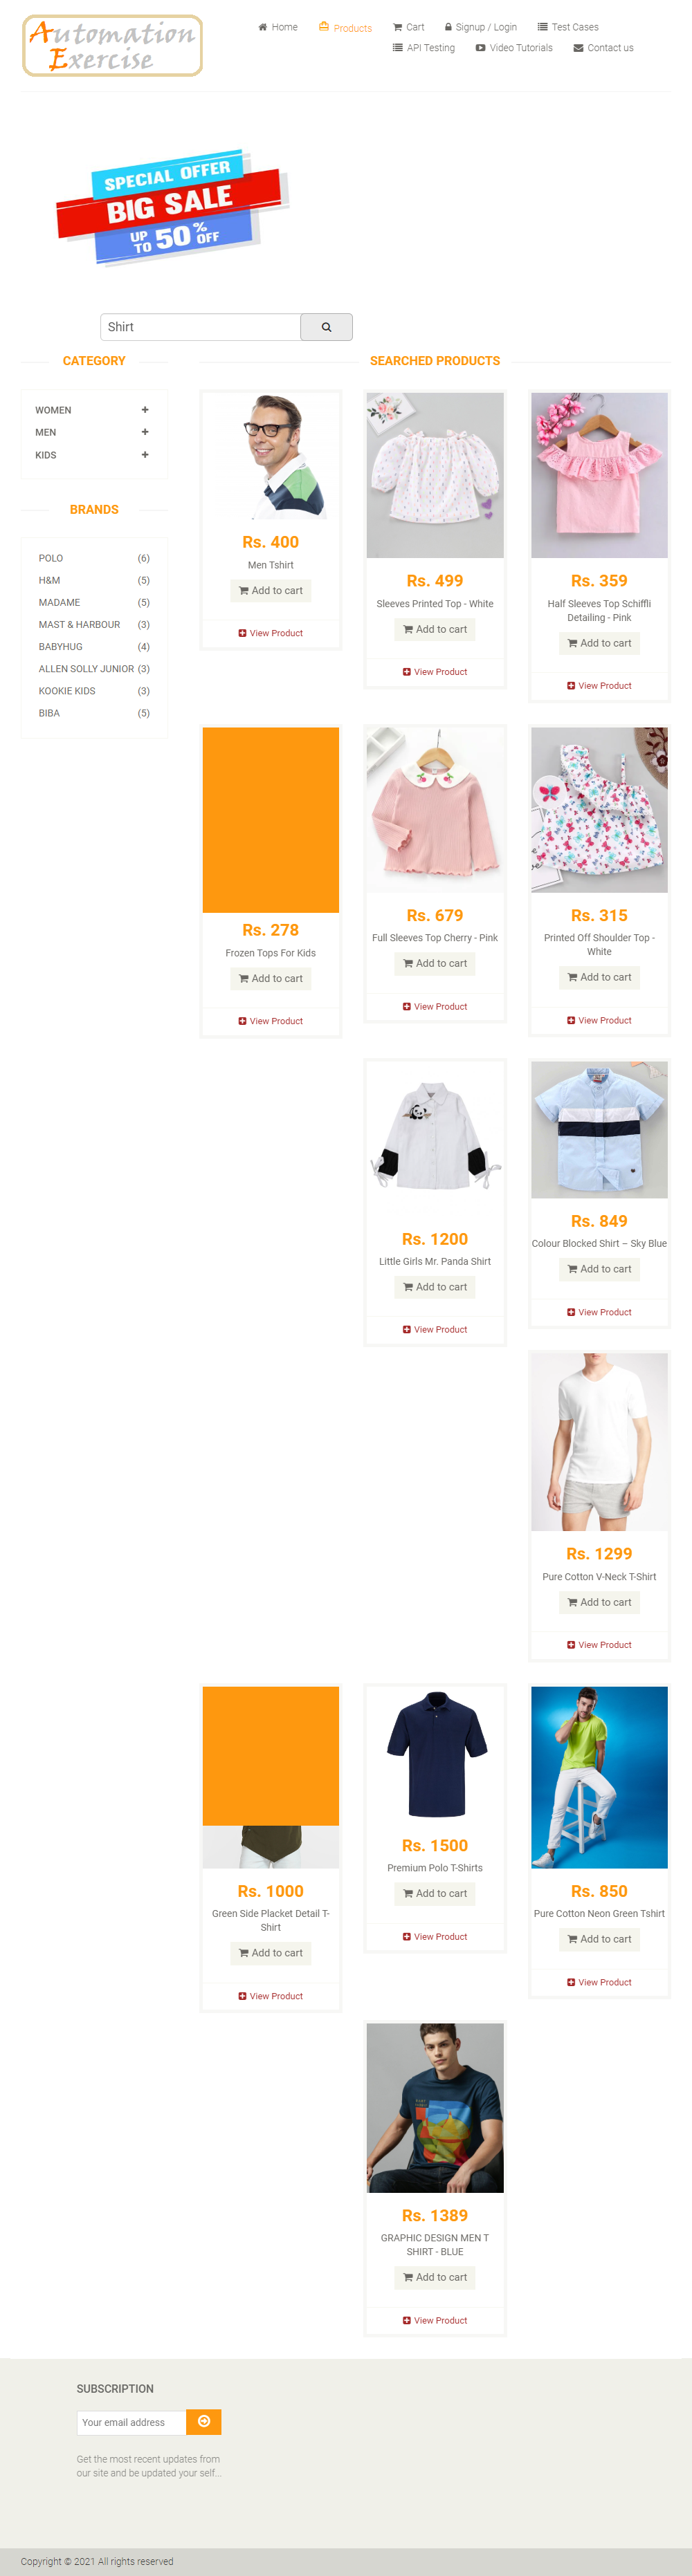 Automation
Exercise
Home
Products
Cart
Signup / Login
Test Cases
API Testing
Video Tutorials
Contact us
SPECIAL OFFER
BIG SALE
UP TO 50% OFF
Shirt
CATEGORY
WOMEN
MEN
KIDS
BRANDS
POLO (6)
H&M (5)
MADAME (5)
MAST & HARBOUR (3)
BABYHUG (4)
ALLEN SOLLY JUNIOR (3)
KOOKIE KIDS (3)
BIBA (5)
SEARCHED PRODUCTS
Rs. 400
Men Tshirt
Add to cart
View Product
Rs. 499
Sleeves Printed Top - White
Add to cart
View Product
Rs. 359
Half Sleeves Top Schiffli
Detailing - Pink
Add to cart
View Product
Rs. 278
Frozen Tops For Kids
Add to cart
View Product
Rs. 679
Full Sleeves Top Cherry - Pink
Add to cart
View Product
Rs. 315
Printed Off Shoulder Top -
White
Add to cart
View Product
Rs. 1200
Little Girls Mr. Panda Shirt
Add to cart
View Product
Rs. 849
Colour Blocked Shirt – Sky Blue
Add to cart
View Product
Rs. 1299
Pure Cotton V-Neck T-Shirt
Add to cart
View Product
Rs. 1000
Green Side Placket Detail T-
Shirt
Add to cart
View Product
Rs. 1500
Premium Polo T-Shirts
Add to cart
View Product
Rs. 850
Pure Cotton Neon Green Tshirt
Add to cart
View Product
Rs. 1389
GRAPHIC DESIGN MEN T
SHIRT - BLUE
Add to cart
View Product
SUBSCRIPTION
Your email address
Get the most recent updates from
our site and be updated your self...
Copyright © 2021 All rights reserved